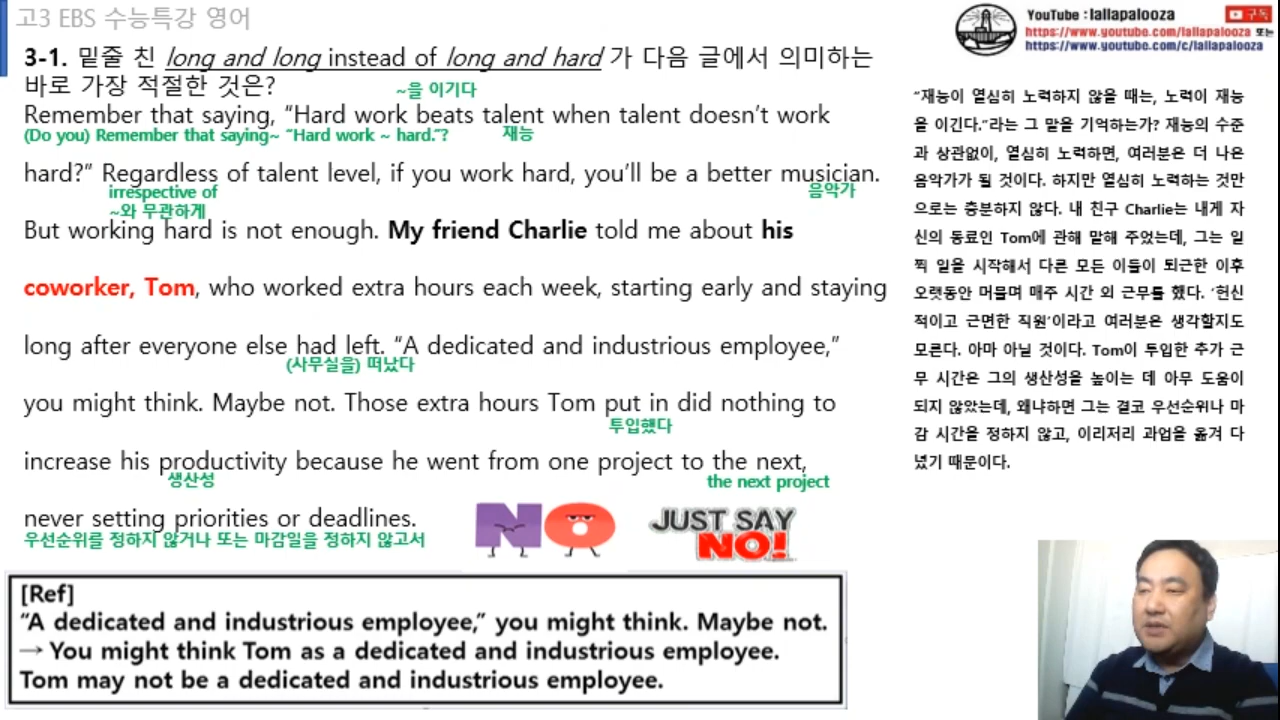 고3 EBS 수능특강 영어
YouTube : lallapalooza
구독
https://www.youtube.com/lallapalooza 또는
https://www.youtube.com/c/lallapalooza
3-1. 밑줄 친 long and long instead of long and hard 가 다음 글에서 의미하는
바로 가장 적절한 것은?
~을 이기다
Remember that saying, “Hard work beats talent when talent doesn’t work
(Do you) Remember that saying~ “Hard work ~ hard.”?
재능
hard?” Regardless of talent level, if you work hard, you’ll be a better musician.
irrespective of
음악가
~와 무관하게
But working hard is not enough. My friend Charlie told me about his
coworker, Tom, who worked extra hours each week, starting early and staying
long after everyone else had left. “A dedicated and industrious employee,”
(사무실을) 떠났다
you might think. Maybe not. Those extra hours Tom put in did nothing to
투입했다
increase his productivity because he went from one project to the next,
생산성
the next project
never setting priorities or deadlines.
우선순위를 정하지 않거나 또는 마감일을 정하지 않고서
NO
JUST SAY
NO!
[Ref]
“A dedicated and industrious employee,” you might think. Maybe not.
→ You might think Tom as a dedicated and industrious employee.
Tom may not be a dedicated and industrious employee.
“재능이 열심히 노력하지 않을 때는, 노력이 재능
을 이긴다.”라는 그 말을 기억하는가? 재능의 수준
과 상관없이, 열심히 노력하면, 여러분은 더 나은
음악가가 될 것이다. 하지만 열심히 노력하는 것만
으로는 충분하지 않다. 내 친구 Charlie는 내게 자
신의 동료인 Tom에 관해 말해 주었는데, 그는 일
찍 일을 시작해서 다른 모든 이들이 퇴근한 이후
오랫동안 머물며 매주 시간 외 근무를 했다. ‘헌신
적이고 근면한 직원’이라고 여러분은 생각할지도
모른다. 아마 아닐 것이다. Tom이 투입한 추가 근
무 시간은 그의 생산성을 높이는 데 아무 도움이
되지 않았는데, 왜냐하면 그는 결코 우선순위나 마
감 시간을 정하지 않고, 이리저리 과업을 옮겨 다
녔기 때문이다.